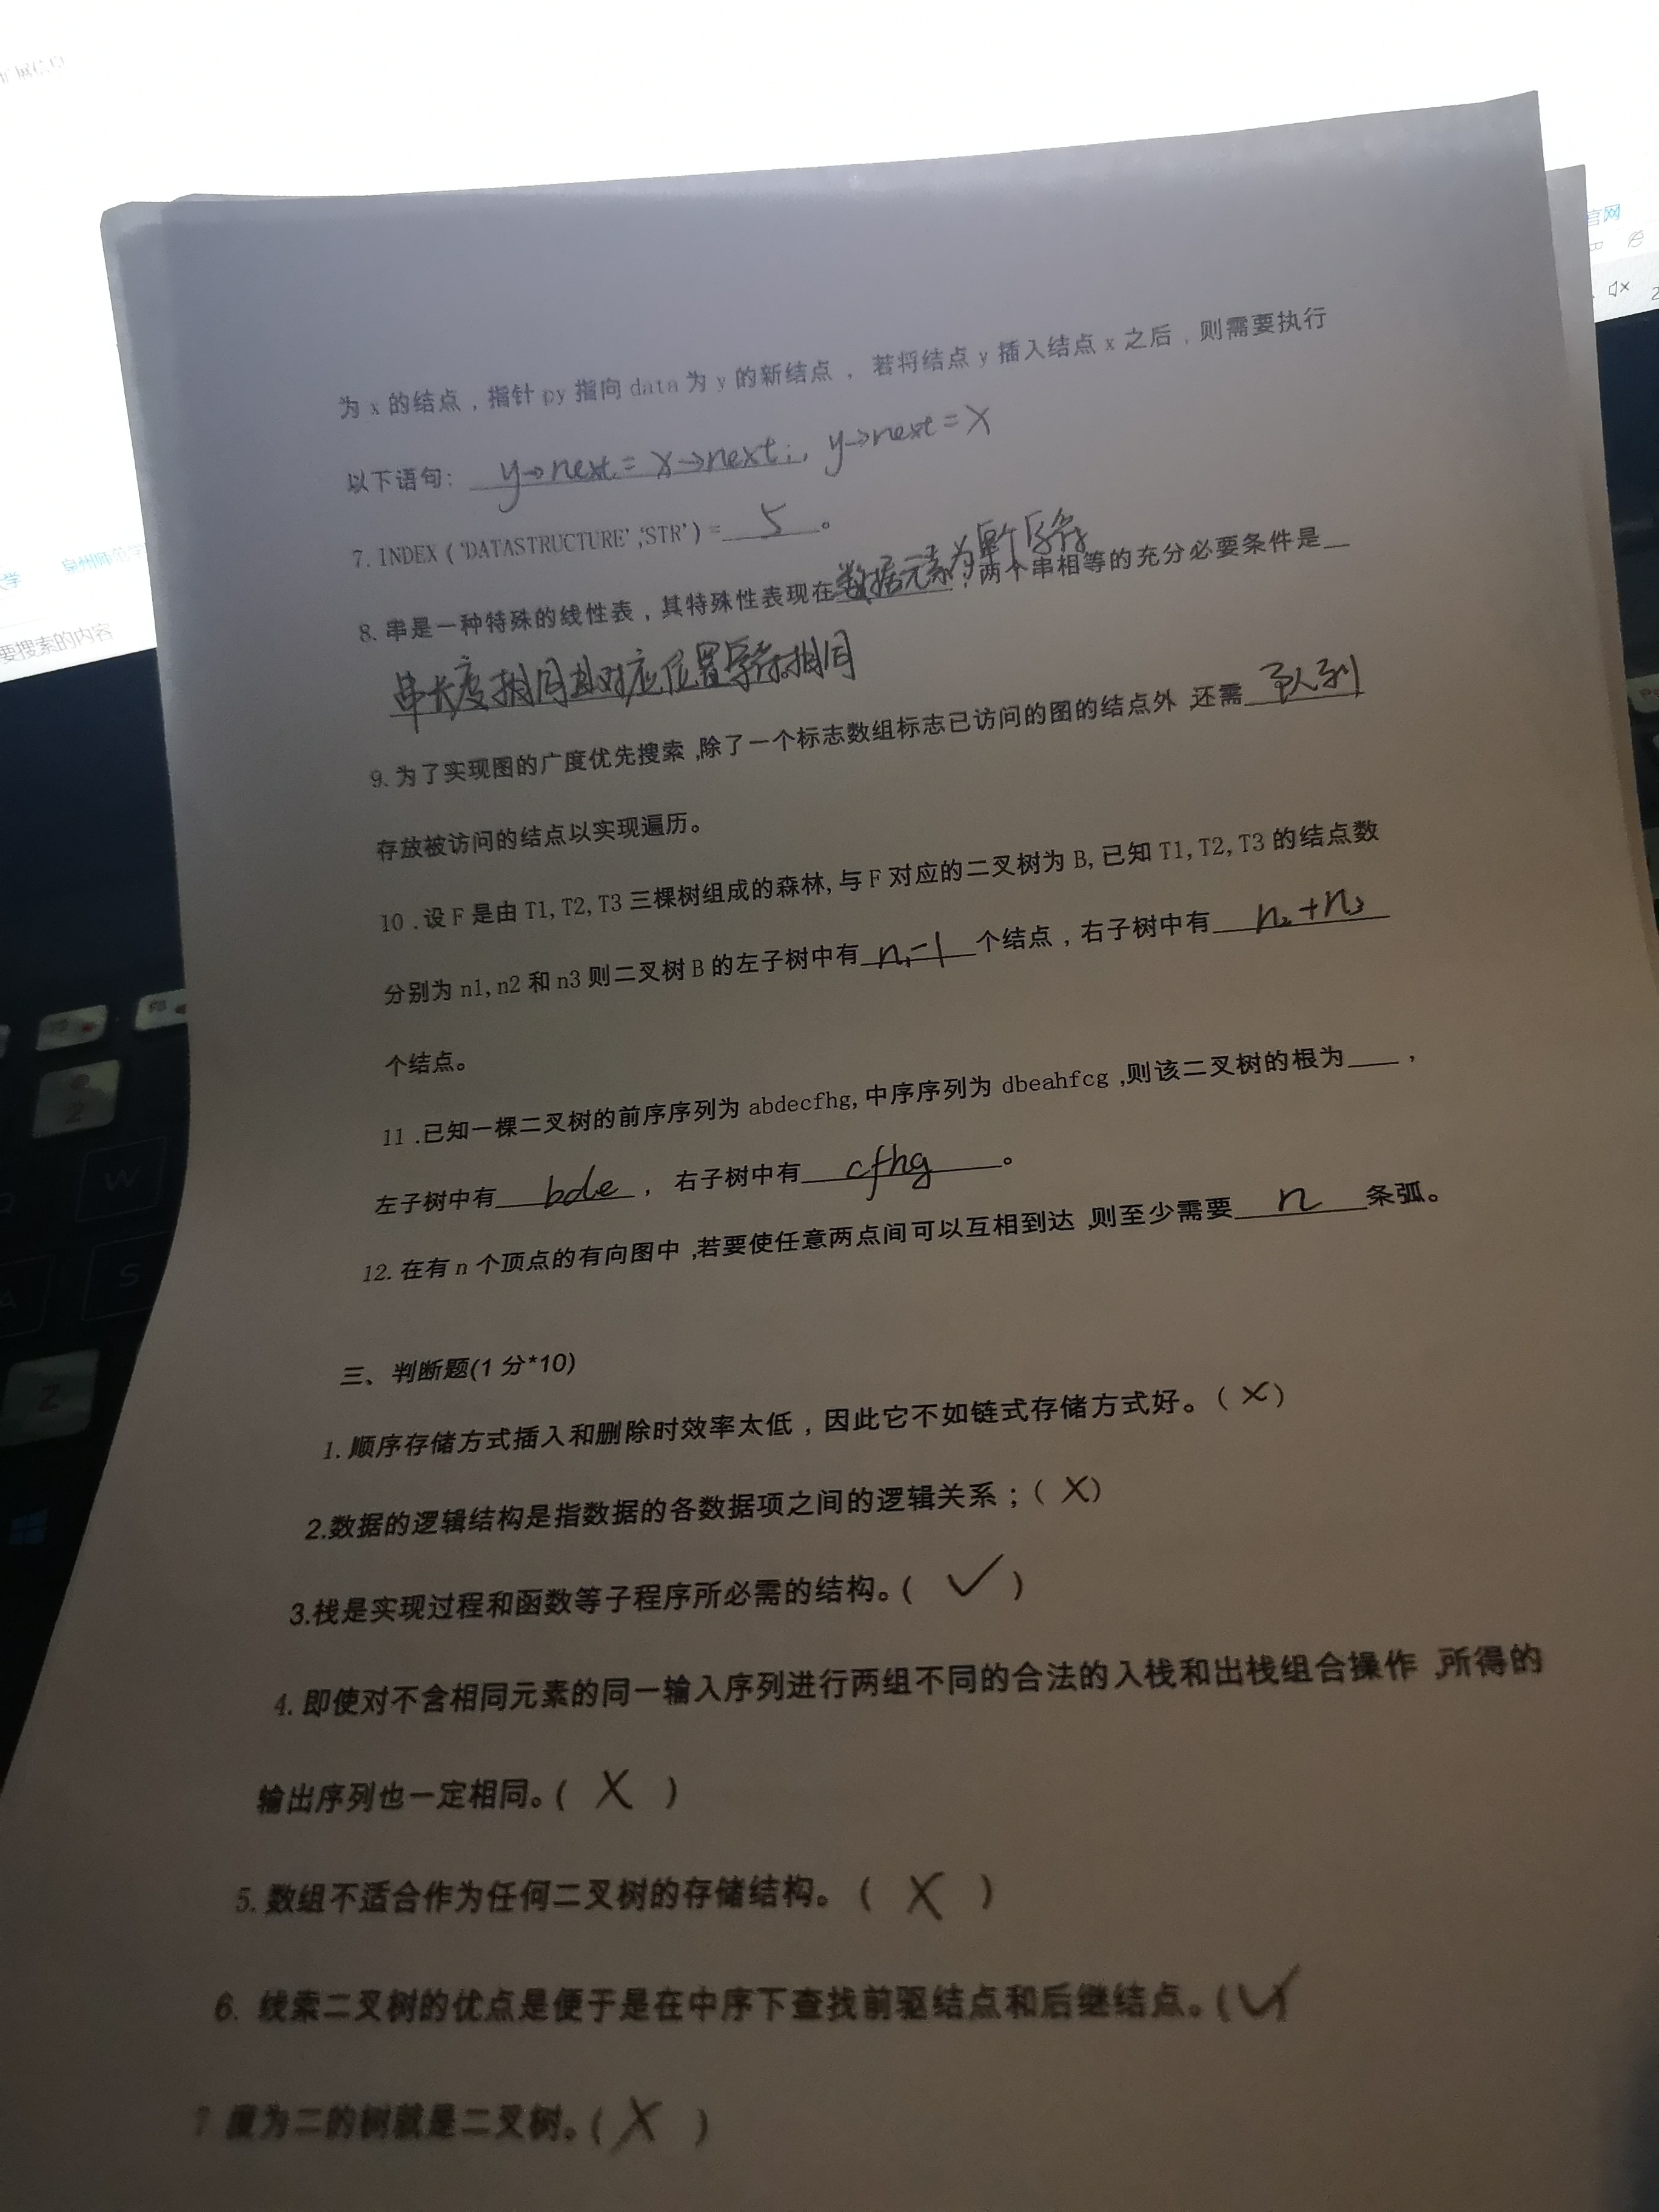 为 x 的结点，指针 py 指向 data 为 y 的新结点， 若将结点 y 插入结点 x 之后，则需要执行
以下语句： y→next = x→next; y→next = x
7. INDEX (‘DATASTRUCTURE’,‘STR’) = 5 。
8. 串是一种特殊的线性表，其特殊性表现在数据元素为单个字符，两个串相等的充分必要条件是
串长度相同且对应位置字符相同
9. 为了实现图的广度优先搜索,除了一个标志数组标志已访问的图的结点外,还需 队列
存放被访问的结点以实现遍历。
10 . 设 F 是由 T1, T2, T3 三棵树组成的森林,与 F 对应的二叉树为 B,已知 T1, T2, T3 的结点数
分别为 n1, n2 和 n3 则二叉树 B 的左子树中有 n₁-1 个结点，右子树中有 n₂+n₃
个结点。
11 .已知一棵二叉树的前序序列为 abdecfhg,中序序列为 dbeahfcg ,则该二叉树的根为____，
左子树中有 bde ， 右子树中有 cfhg 。
12. 在有 n 个顶点的有向图中 ,若要使任意两点间可以互相到达 ,则至少需要 n 条弧。
三、判断题(1 分*10)
1. 顺序存储方式插入和删除时效率太低，因此它不如链式存储方式好。（×）
2.数据的逻辑结构是指数据的各数据项之间的逻辑关系；（ × ）
3.栈是实现过程和函数等子程序所必需的结构。（ ✓ ）
4. 即使对不含相同元素的同一输入序列进行两组不同的合法的入栈和出栈组合操作 ,所得的
输出序列也一定相同。（ × ）
5. 数组不适合作为任何二叉树的存储结构。（ × ）
6. 线索二叉树的优点是便于是在中序下查找前驱结点和后继结点。（✓）
7 度为二的树就是二叉树。（ × ）
官网
泉州师范学
要搜索的内容
W
S
Z
2